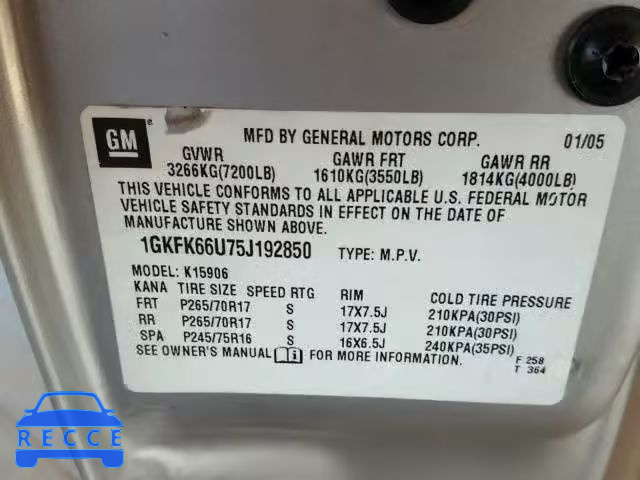 GM
MFD BY GENERAL MOTORS CORP. 01/05
GVWR GAWR FRT GAWR RR
3266KG(7200LB) 1610KG(3550LB) 1814KG(4000LB)
THIS VEHICLE CONFORMS TO ALL APPLICABLE U.S. FEDERAL MOTOR
VEHICLE SAFETY STANDARDS IN EFFECT ON THE DATE OF
MANUFACTURE SHOWN ABOVE.
1GKFK66U75J192850 TYPE: M.P.V.
MODEL: K15906
KANA TIRE SIZE SPEED RTG RIM COLD TIRE PRESSURE
FRT P265/70R17 S 17X7.5J 210KPA(30PSI)
RR P265/70R17 S 17X7.5J 210KPA(30PSI)
SPA P245/75R16 S 16X6.5J 240KPA(35PSI)
SEE OWNER'S MANUAL FOR MORE INFORMATION.
F 258
T 364
RECCE